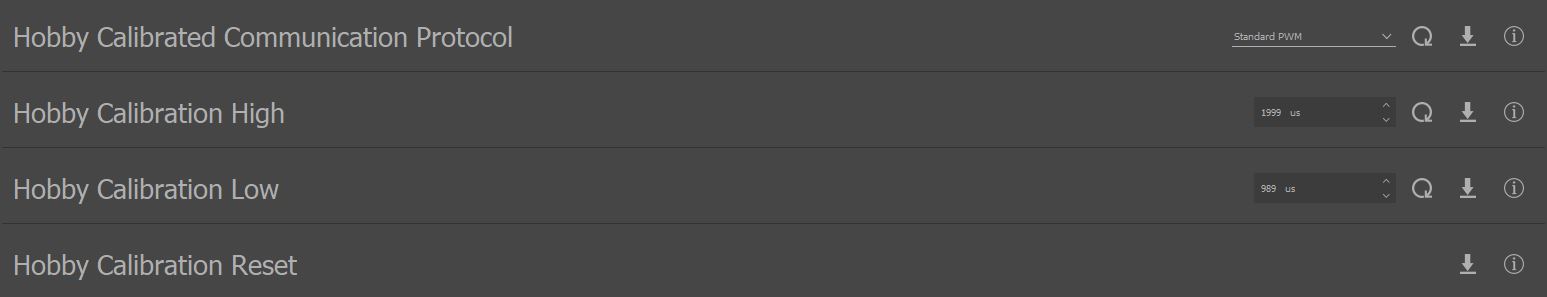 Hobby Calibrated Communication Protocol Standard PWM
Hobby Calibration High 1999 us
Hobby Calibration Low 989 us
Hobby Calibration Reset